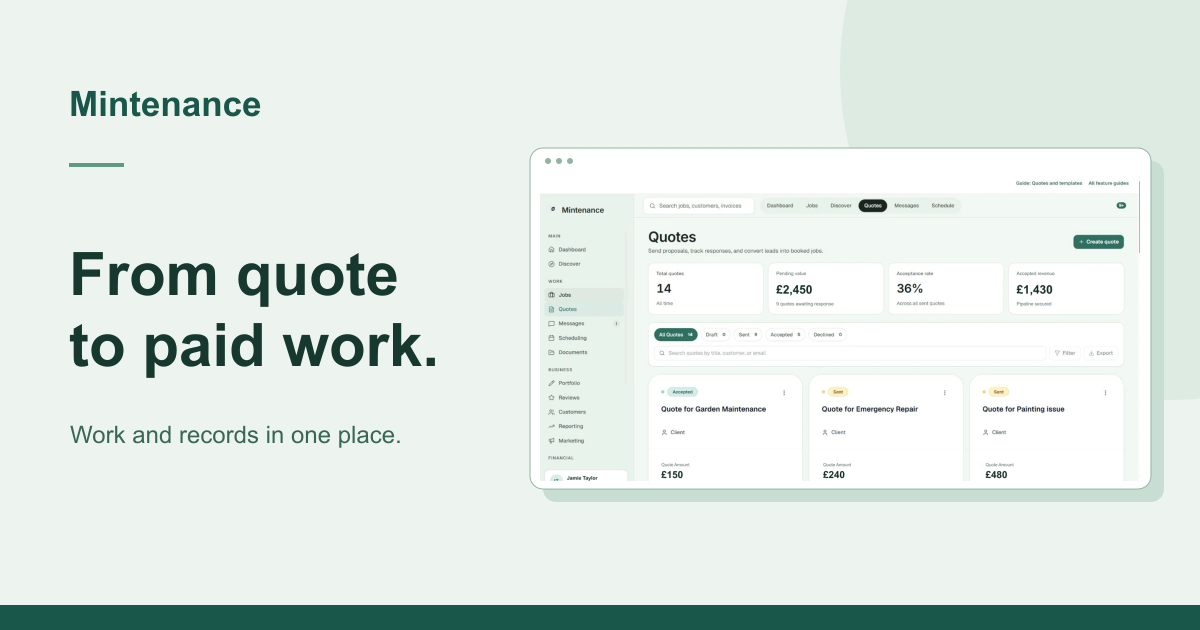 Mintenance
From quote
to paid work.
Work and records in one place.
Guide: Quotes and templates All feature guides
Mintenance
Search jobs, customers, invoices
Dashboard Jobs Discover Quotes Messages Schedule
9+
MAIN
Dashboard
Discover
WORK
Jobs
Quotes
Messages 1
Scheduling
Documents
BUSINESS
Portfolio
Reviews
Customers
Reporting
Marketing
FINANCIAL
Jamie Taylor
Quotes
Send proposals, track responses, and convert leads into booked jobs.
+ Create quote
Total quotes
14
All time
Pending value
£2,450
9 quotes awaiting response
Acceptance rate
36%
Across all sent quotes
Accepted revenue
£1,430
Pipeline secured
All Quotes 14 Draft 0 Sent 9 Accepted 5 Declined 0
Search quotes by title, customer, or email
Filter Export
Accepted
Quote for Garden Maintenance
Client
Quote Amount
£150
Sent
Quote for Emergency Repair
Client
Quote Amount
£240
Sent
Quote for Painting issue
Client
Quote Amount
£480